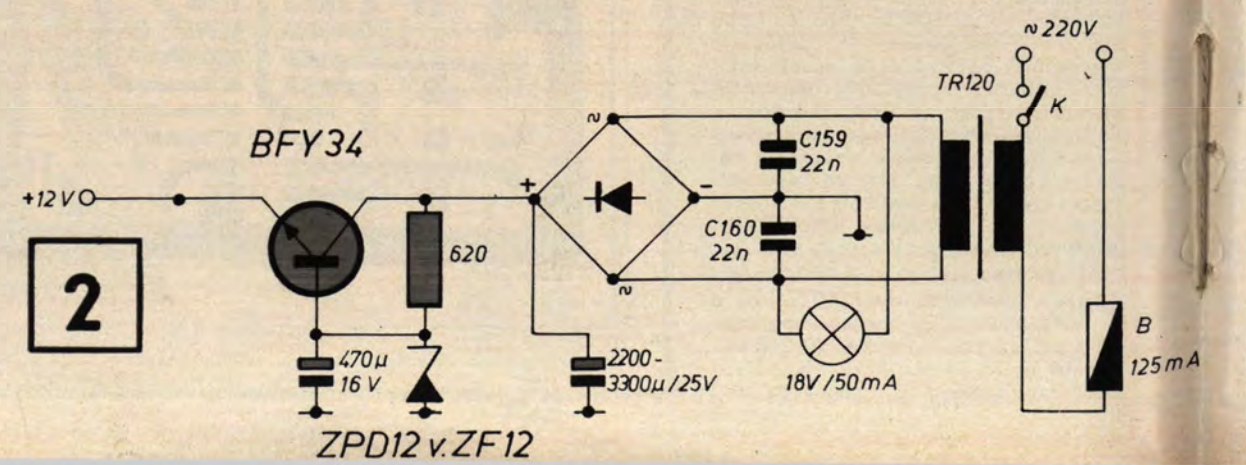 ≈220V
TR120
K
BFY34
C159
22n
+12V
≈
+
-
620
C160
22n
≈
2
470µ
16 V
2200-
3300µ/25V
18V/50mA
B
125mA
ZPD12 v. ZF12